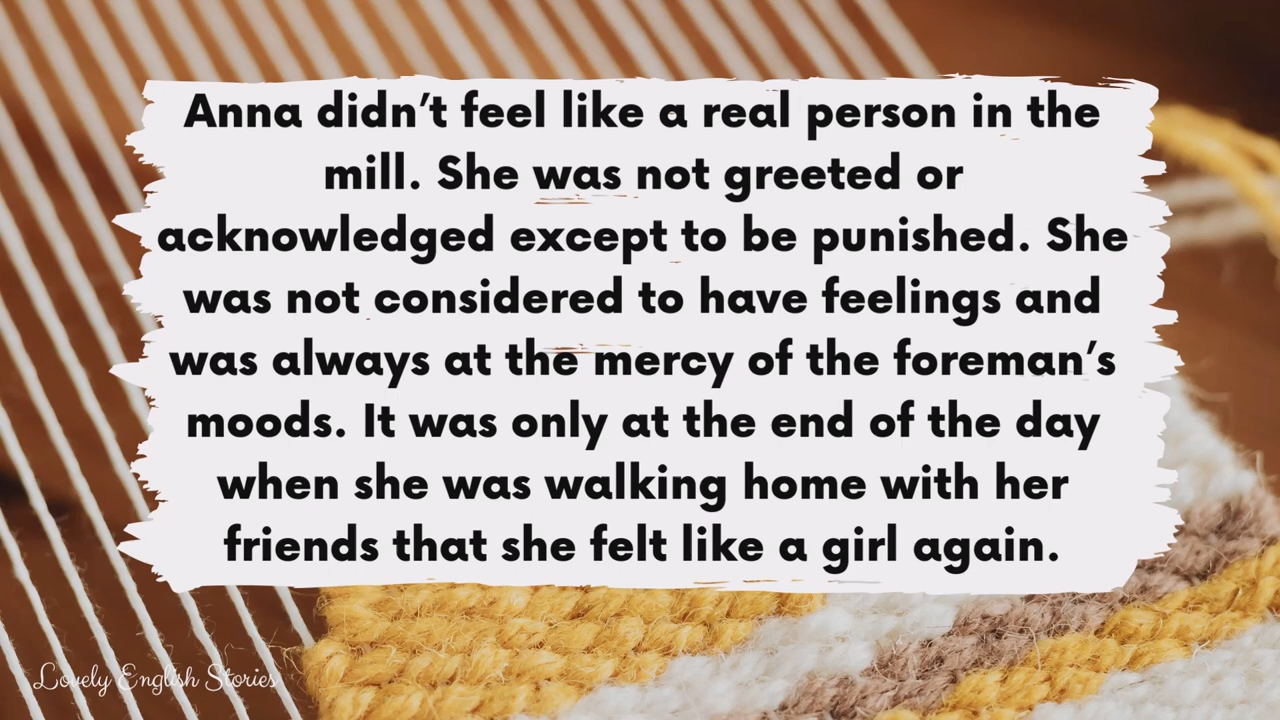 Anna didn’t feel like a real person in the
mill. She was not greeted or
acknowledged except to be punished. She
was not considered to have feelings and
was always at the mercy of the foreman’s
moods. It was only at the end of the day
when she was walking home with her
friends that she felt like a girl again.
Lovely English Stories